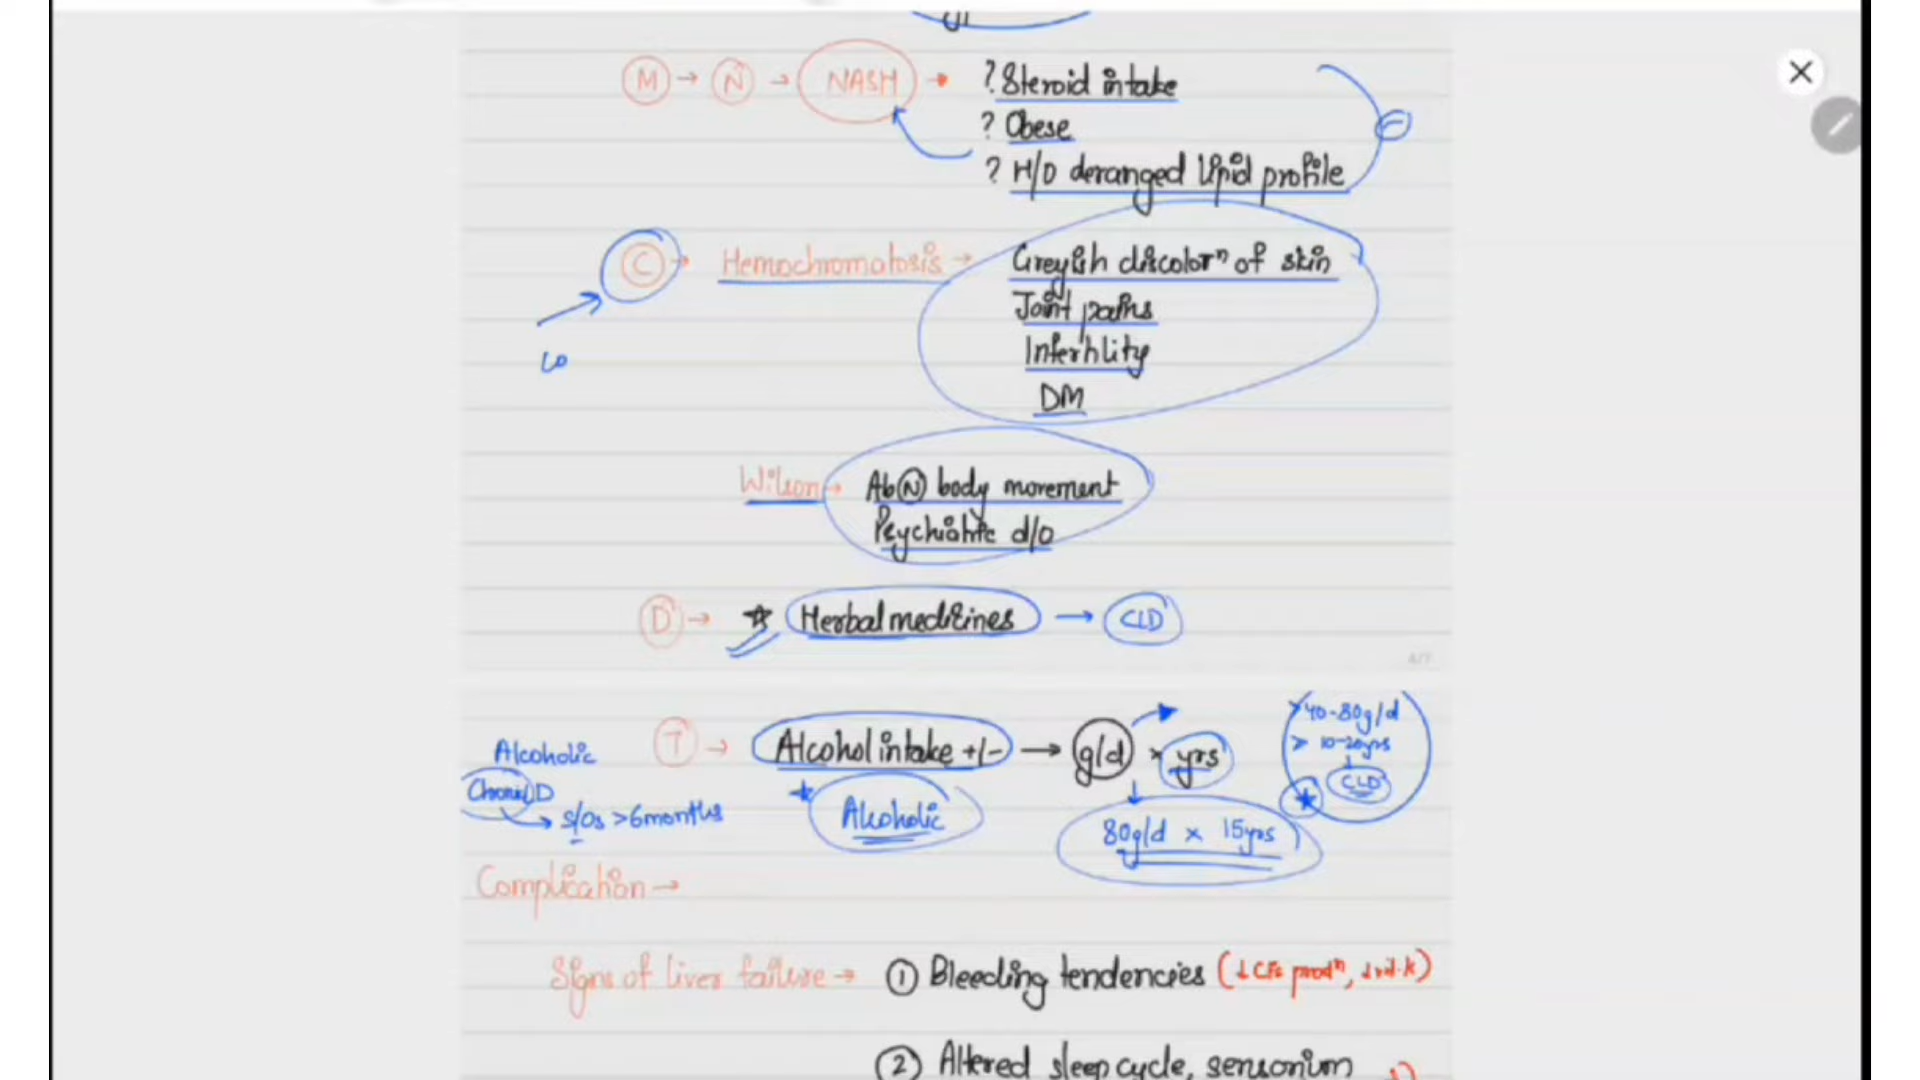 M → N → NASH → ? Steroid intake
? Obese
? H/O deranged lipid profile
C → Hemochromatosis → Greyish discolorⁿ of skin
Joint pains
Infertility
DM
Wilson → Ab(N) body movement
Psychiatric d/o
D → ☆ Herbal medicines → CLD
4/7
T → Alcohol intake +/- → g/d × yrs
>40-80g/d
> 10-20yrs
↓
CLD
Alcoholic
Chronic LD
→ S/Os >6months
Alcoholic
80g/d × 15yrs
Complication →
Signs of liver failure → ① Bleeding tendencies (↓CFs prodⁿ, ↓vit.k)
② Altered sleep cycle, sensorium